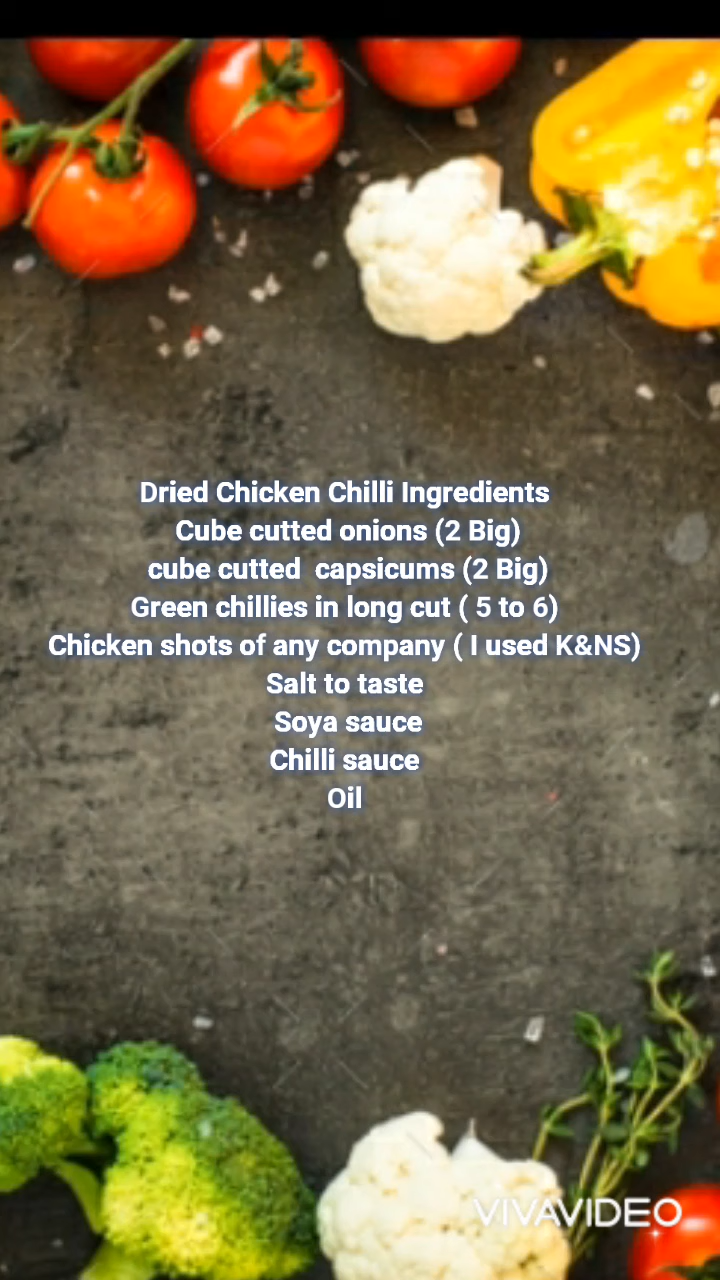 Dried Chicken Chilli Ingredients
Cube cutted onions (2 Big)
cube cutted  capsicums (2 Big)
Green chillies in long cut ( 5 to 6)
Chicken shots of any company ( I used K&NS)
Salt to taste
Soya sauce
Chilli sauce
Oil
VIVAVIDEO